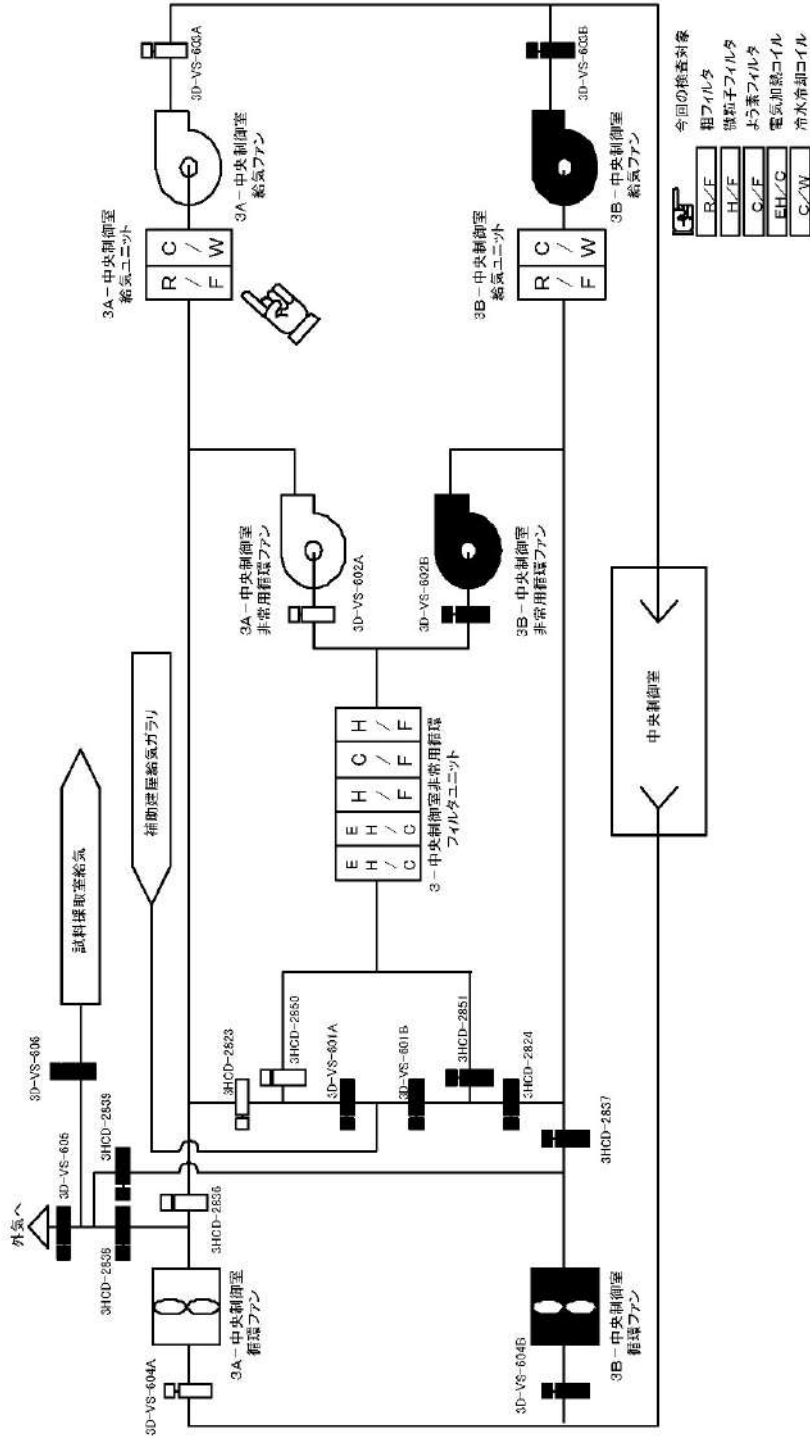 外気へ
3D-VS-605
3D-VS-606
試料採取室給気
補助建屋給気ガラリ
3HCD-2838
3HCD-2839
3D-VS-604A
3A-中央制御室
循環ファン
3HCD-2836
3HCD-2823
3HCD-2850
3D-VS-601A
3D-VS-601B
3HCD-2851
3HCD-2824
3HCD-2837
3D-VS-604B
3B-中央制御室
循環ファン
E H / C
E H / C
H / F
C / F
H / F
3-中央制御室非常用循環
フィルタユニット
3A-中央制御室
非常用循環ファン
3D-VS-602A
3D-VS-602B
3B-中央制御室
非常用循環ファン
3A-中央制御室
給気ユニット
R / F
C / W
3A-中央制御室
給気ファン
3D-VS-603A
3B-中央制御室
給気ユニット
R / F
C / W
3B-中央制御室
給気ファン
3D-VS-603B
中央制御室
今回の検査対象
R/F 粗フィルタ
H/F 微粒子フィルタ
C/F よう素フィルタ
EH/C 電気加熱コイル
C/W 冷水冷却コイル